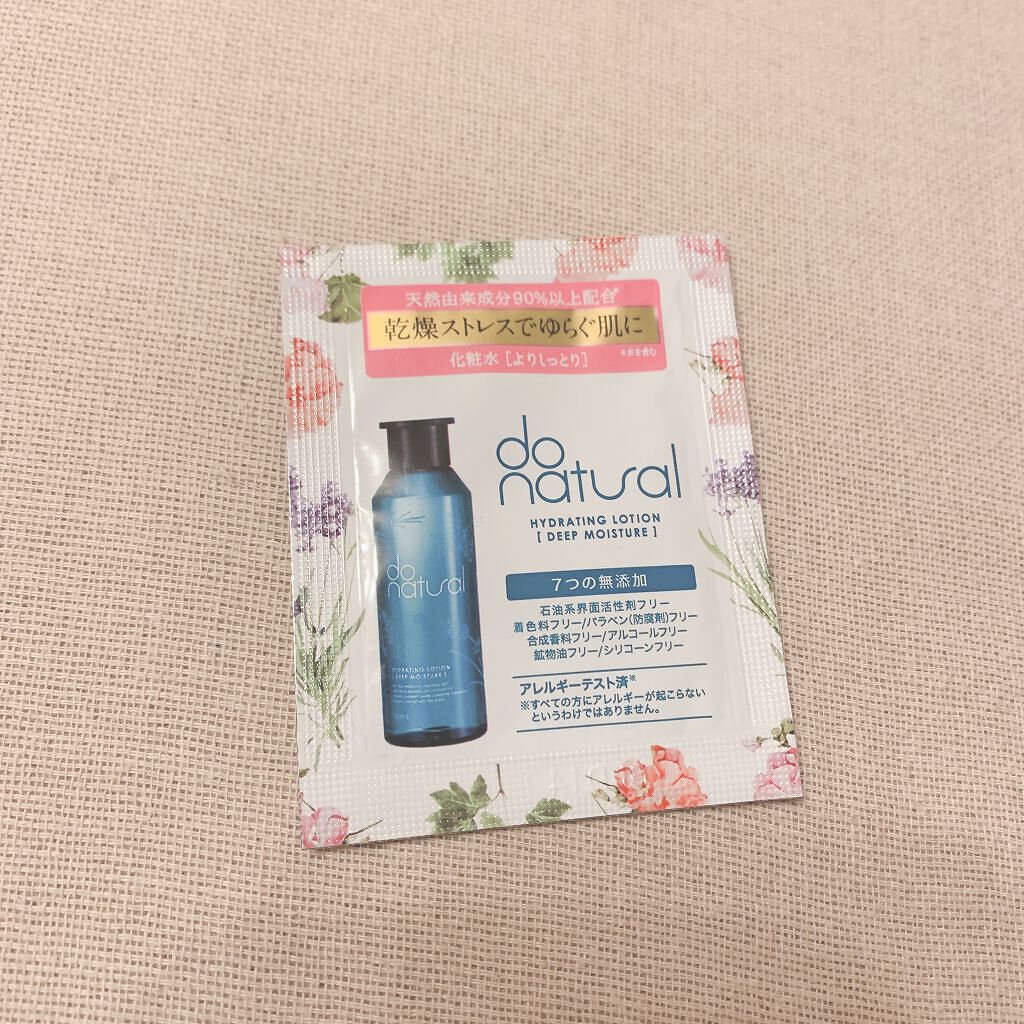 天然由来成分90%以上配合*
乾燥ストレスでゆらぐ肌に
化粧水[よりしっとり]
*水を含む
do
natural
HYDRATING LOTION
[ DEEP MOISTURE ]
7つの無添加
石油系界面活性剤フリー
着色料フリー/パラベン(防腐剤)フリー
合成香料フリー/アルコールフリー
鉱物油フリー/シリコーンフリー
アレルギーテスト済※
※すべての方にアレルギーが起こらない
というわけではありません。
do
natural
HYDRATING LOTION
[ DEEP MOISTURE ]